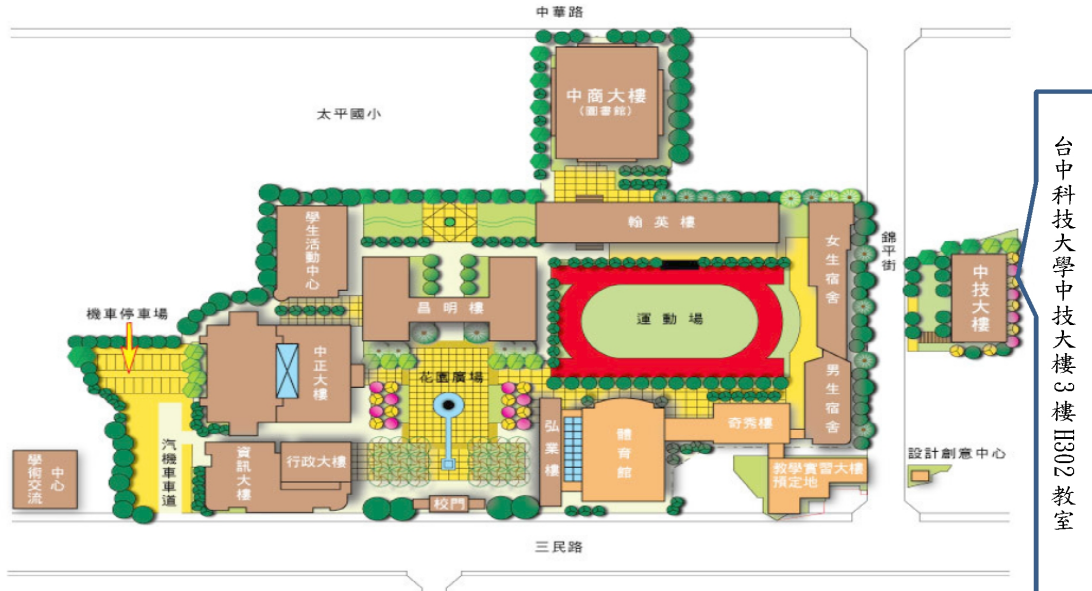 中華路
太平國小
中商大樓
(圖書館)
翰英樓
學生活動中心
女生宿舍
錦平街
中技大樓
昌明樓
運動場
機車停車場
中正大樓
花園廣場
男生宿舍
弘業樓
體育館
奇秀樓
資訊大樓
行政大樓
汽機車車道
學術交流
中心
教學實習大樓
預定地
設計創意中心
校門
三民路
台中科技大學中技大樓3樓H302教室